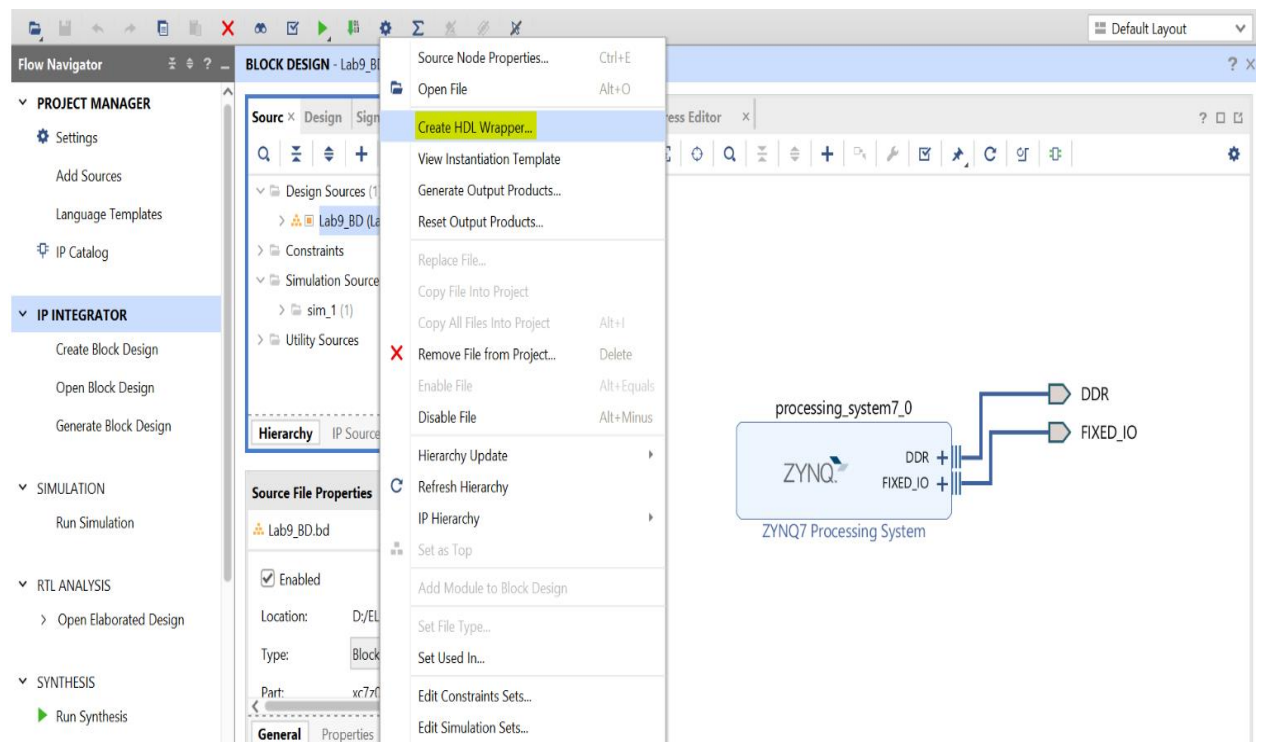 Default Layout
Flow Navigator
?
BLOCK DESIGN - Lab9_BD
?
PROJECT MANAGER
Settings
Add Sources
Language Templates
IP Catalog
IP INTEGRATOR
Create Block Design
Open Block Design
Generate Block Design
SIMULATION
Run Simulation
RTL ANALYSIS
Open Elaborated Design
SYNTHESIS
Run Synthesis
Sourc × Design Sign
ress Editor ×
?
Design Sources (1)
Lab9_BD (La
Constraints
Simulation Source
sim_1 (1)
Utility Sources
Hierarchy IP Source
Source File Properties
Lab9_BD.bd
Enabled
Location: D:/EL
Type: Block
Part: xc7z0
General Properties
Source Node Properties... Ctrl+E
Open File Alt+O
Create HDL Wrapper...
View Instantiation Template
Generate Output Products...
Reset Output Products...
Replace File...
Copy File Into Project
Copy All Files Into Project Alt+I
Remove File from Project... Delete
Enable File Alt+Equals
Disable File Alt+Minus
Hierarchy Update
Refresh Hierarchy
IP Hierarchy
Set as Top
Add Module to Block Design
Set File Type...
Set Used In...
Edit Constraints Sets...
Edit Simulation Sets...
processing_system7_0
ZYNQ.
DDR
FIXED_IO
ZYNQ7 Processing System
DDR
FIXED_IO